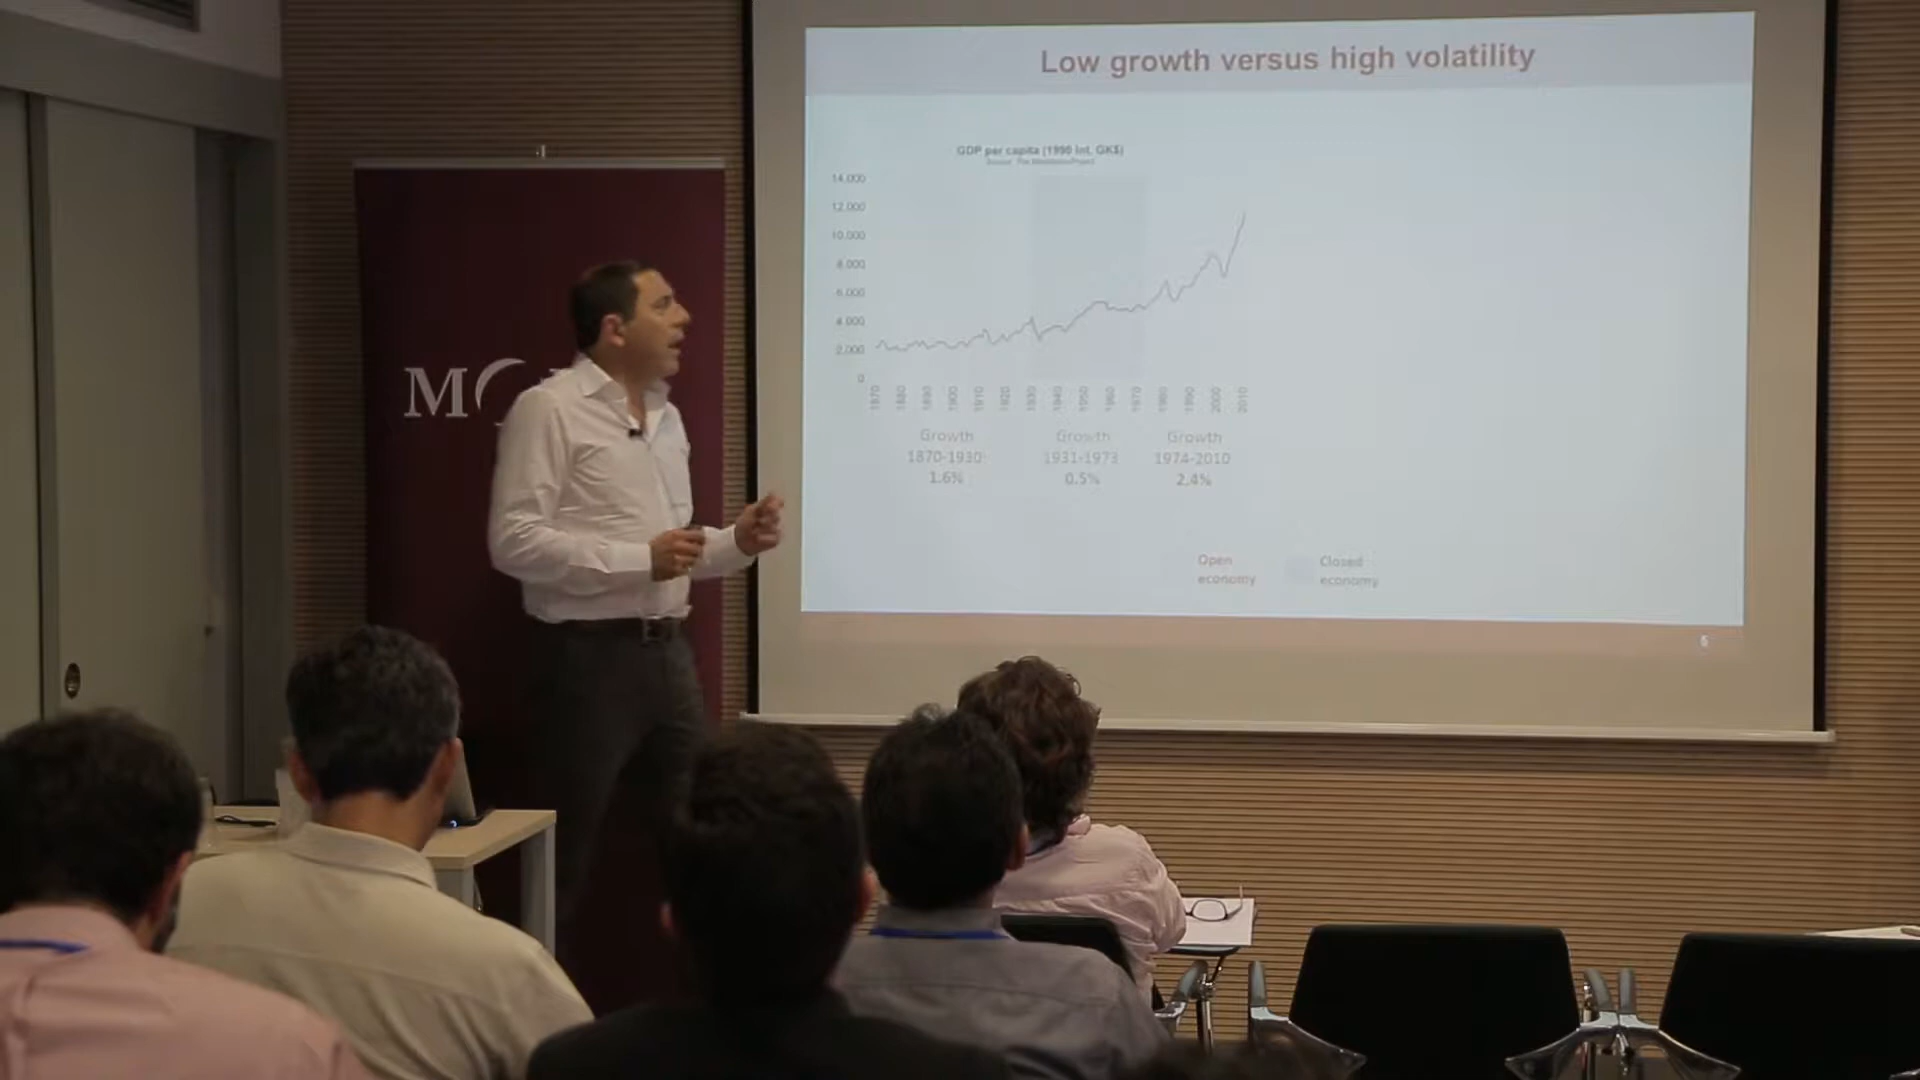 Low growth versus high volatility
GDP per capita (1990 Int. GK$)
14,000
12,000
10,000
8,000
6,000
4,000
2,000
0
1870
1880
1890
1900
1910
1920
1930
1940
1950
1960
1970
1980
1990
2000
2010
Growth
1870-1930
1.6%
Growth
1931-1973
0.5%
Growth
1974-2010
2.4%
Open
economy
Closed
economy
M